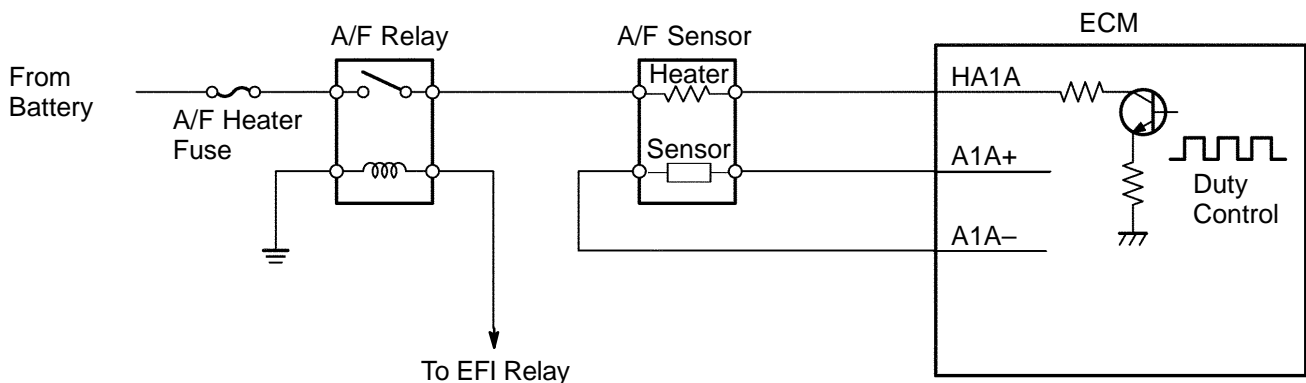 ECM
A/F Relay
A/F Sensor
From
Battery
Heater
HA1A
A/F Heater
Fuse
Sensor
A1A+
Duty
Control
A1A–
To EFI Relay